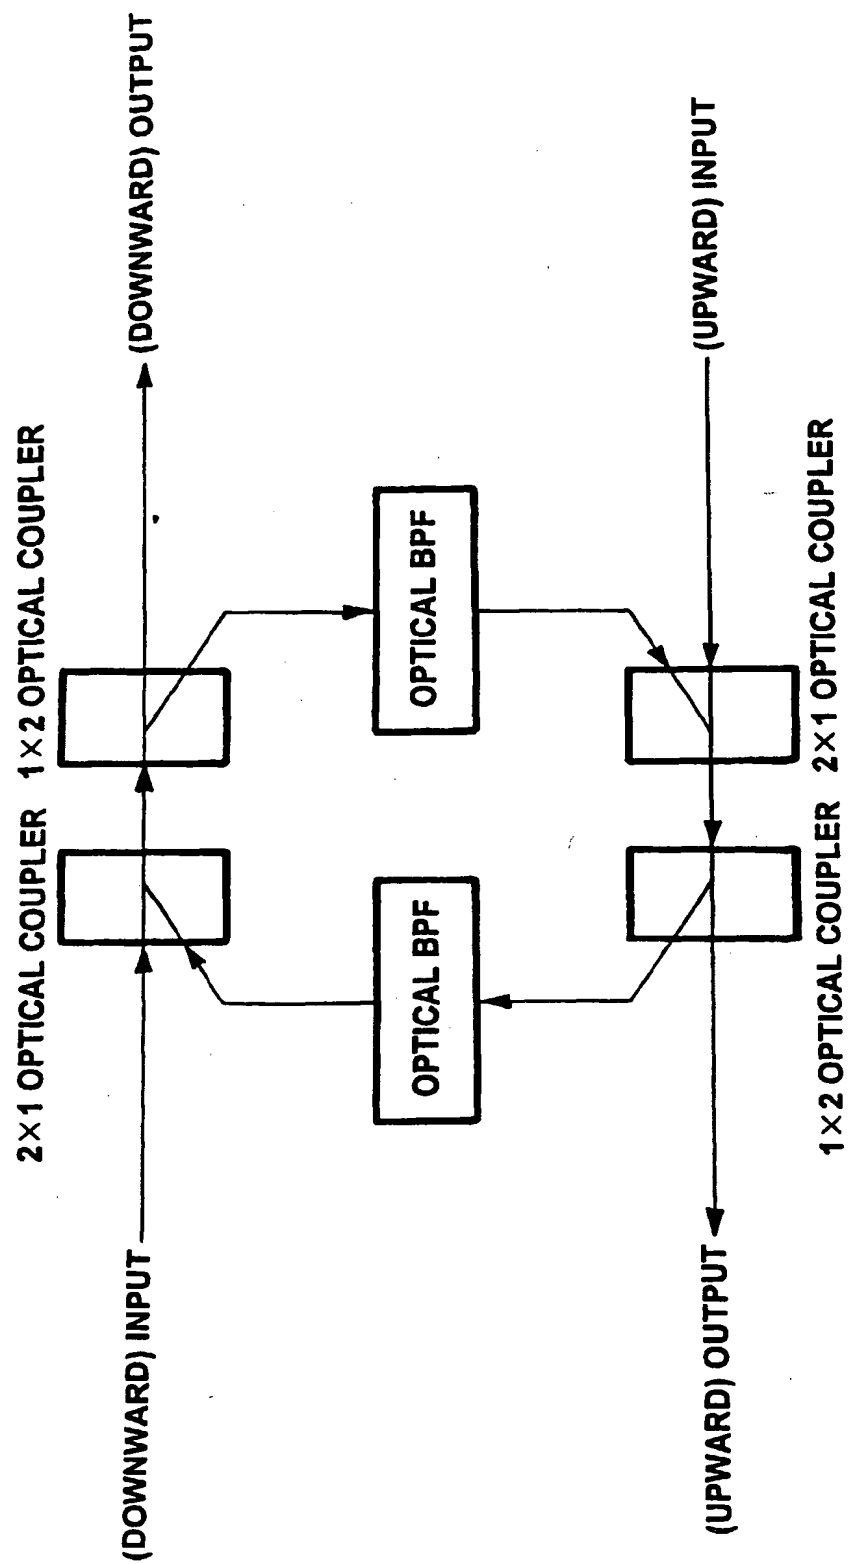 2×1 OPTICAL COUPLER
1×2 OPTICAL COUPLER
(DOWNWARD) INPUT
(DOWNWARD) OUTPUT
OPTICAL BPF
OPTICAL BPF
(UPWARD) OUTPUT
(UPWARD) INPUT
1×2 OPTICAL COUPLER
2×1 OPTICAL COUPLER